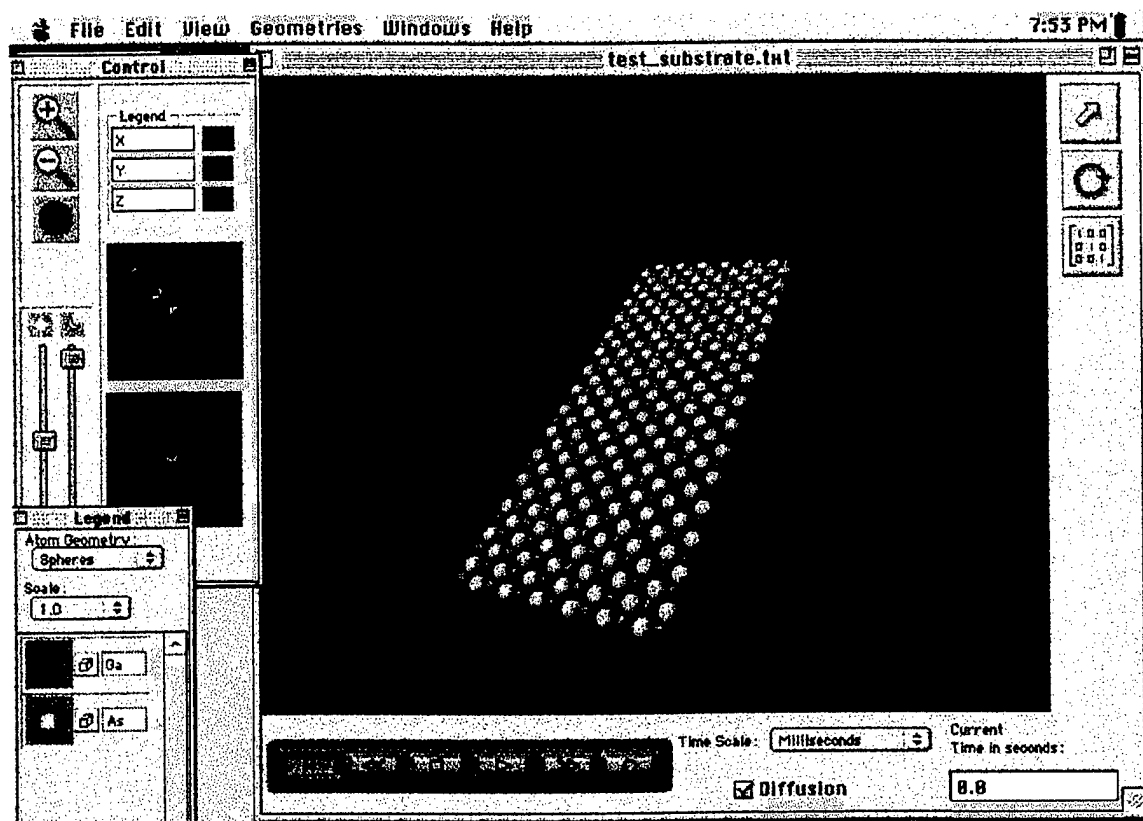 File Edit View Geometries Windows Help 7:53 PM
Control
test_substrate.txt
Legend
X
Y
Z
Legend
Atom Geometry:
Spheres
Scale:
1.0
Ga
As
Time Scale: Milliseconds
Current
Time in seconds:
Diffusion
0.0